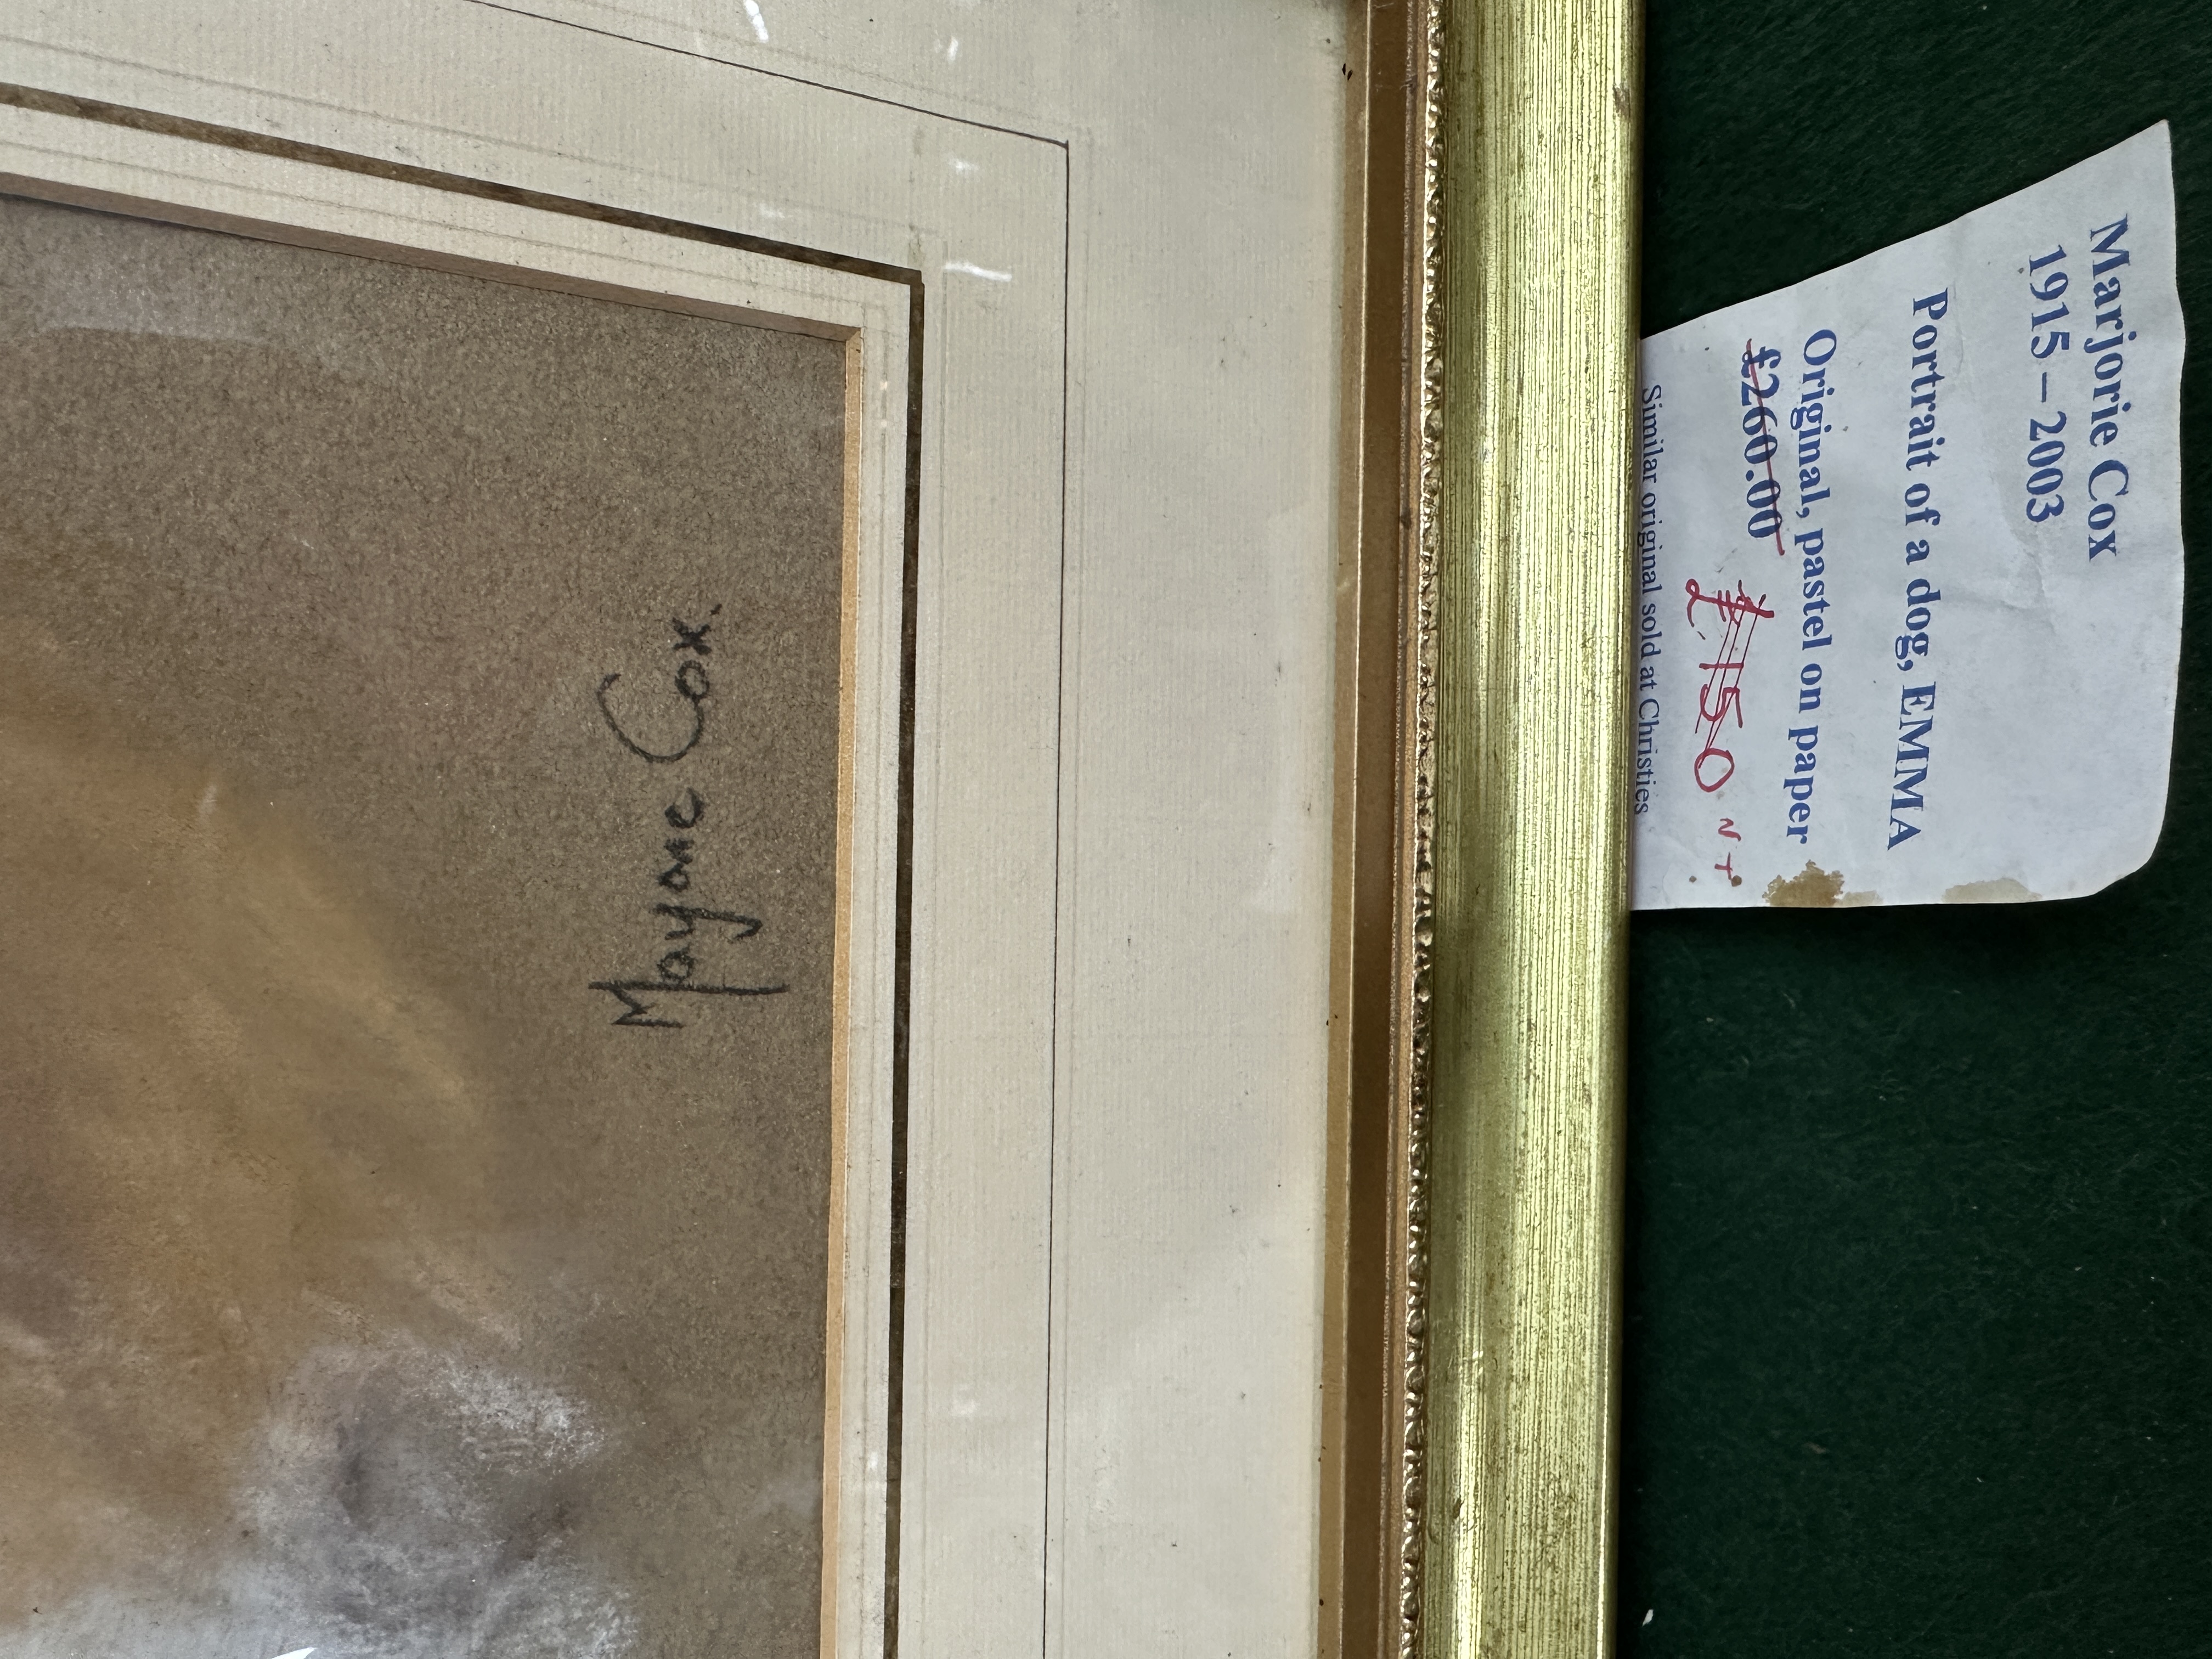 Marjorie Cox
1915 – 2003
Portrait of a dog, EMMA
Original, pastel on paper
£260.00 £150
Similar original sold at Christies
Marjorie Cox.